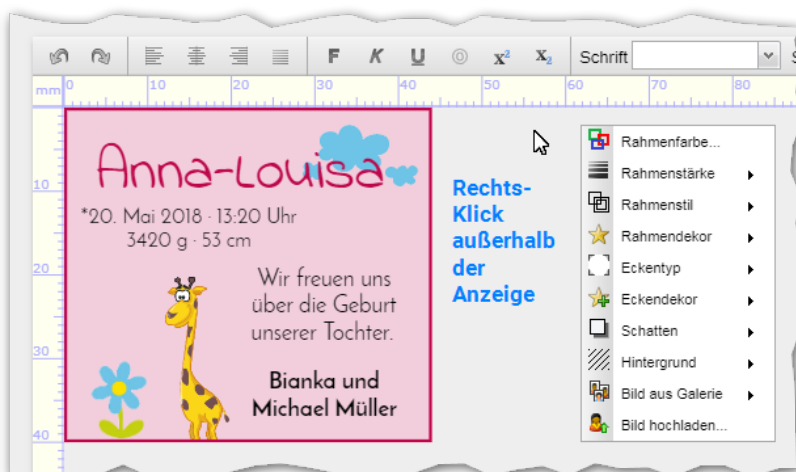 F K U O X² X₂ Schrift
mm 0 10 20 30 40 50 60 70 80
10
20
30
40
Anna-Louisa
*20. Mai 2018 · 13:20 Uhr
3420 g · 53 cm
Wir freuen uns
über die Geburt
unserer Tochter.
Bianka und
Michael Müller
Rechts-
Klick
außerhalb
der
Anzeige
Rahmenfarbe...
Rahmenstärke
Rahmenstil
Rahmendekor
Eckentyp
Eckendekor
Schatten
Hintergrund
Bild aus Galerie
Bild hochladen...